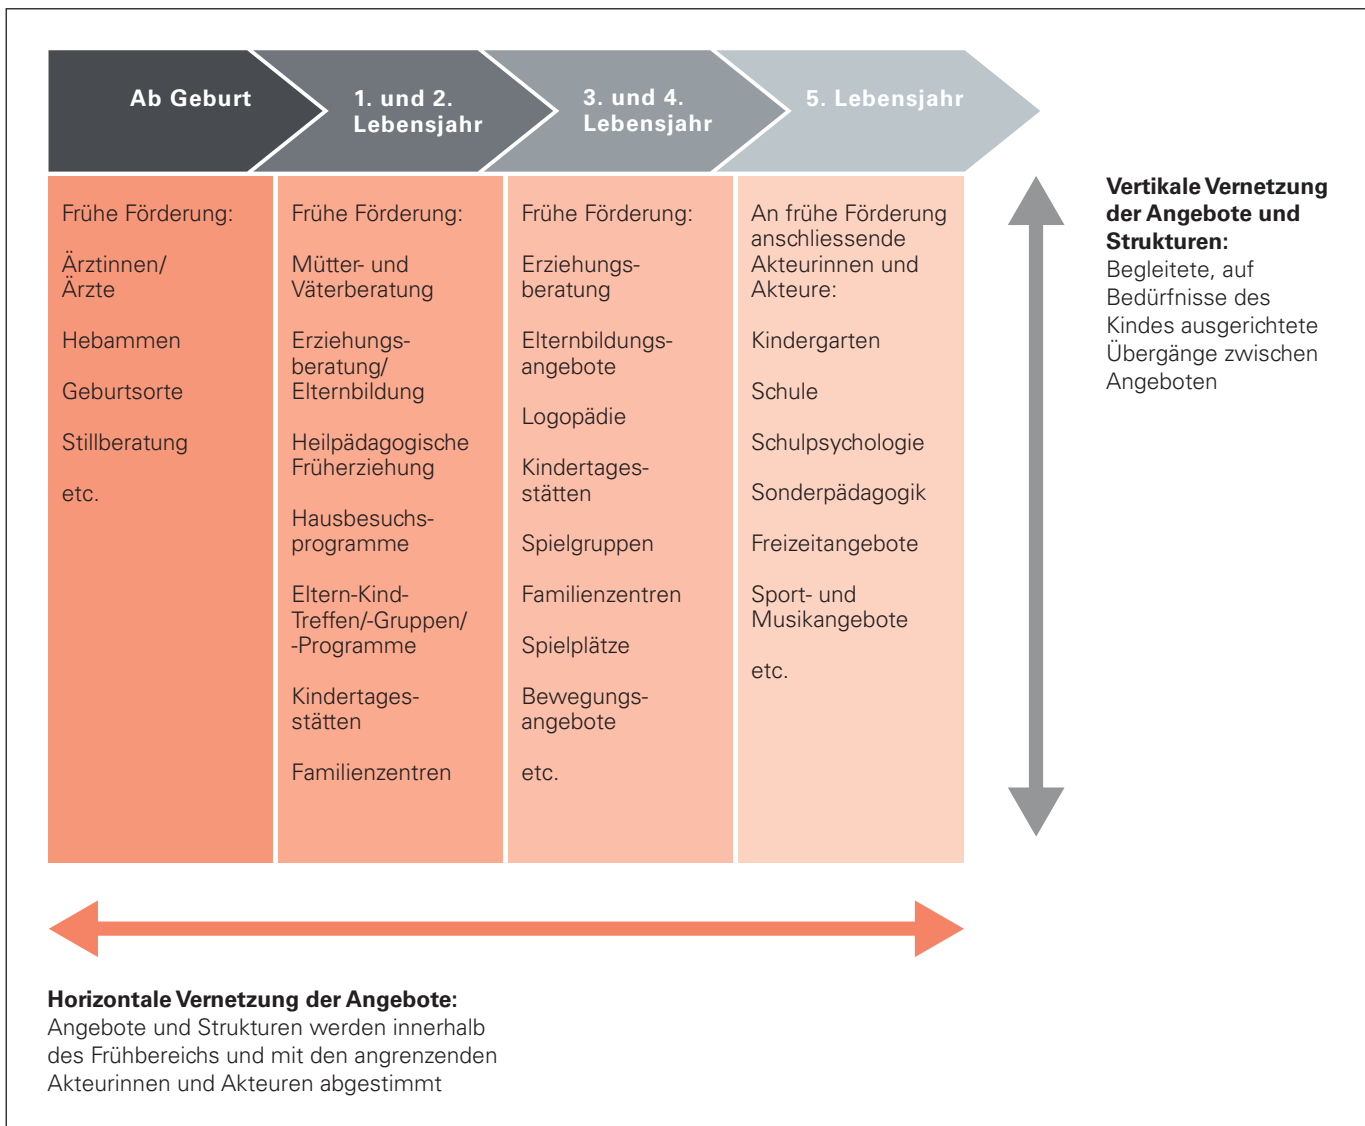 Ab Geburt
1. und 2.
Lebensjahr
3. und 4.
Lebensjahr
5. Lebensjahr
Frühe Förderung:
Ärztinnen/
Ärzte
Hebammen
Geburtsorte
Stillberatung
etc.
Frühe Förderung:
Mütter- und
Väterberatung
Erziehungs-
beratung/
Elternbildung
Heilpädagogische
Früherziehung
Hausbesuchs-
programme
Eltern-Kind-
Treffen/-Gruppen/
-Programme
Kindertages-
stätten
Familienzentren
Frühe Förderung:
Erziehungs-
beratung
Elternbildungs-
angebote
Logopädie
Kindertages-
stätten
Spielgruppen
Familienzentren
Spielplätze
Bewegungs-
angebote
etc.
An frühe Förderung
anschliessende
Akteurinnen und
Akteure:
Kindergarten
Schule
Schulpsychologie
Sonderpädagogik
Freizeitangebote
Sport- und
Musikangebote
etc.
Vertikale Vernetzung
der Angebote und
Strukturen:
Begleitete, auf
Bedürfnisse des
Kindes ausgerichtete
Übergänge zwischen
Angeboten
Horizontale Vernetzung der Angebote:
Angebote und Strukturen werden innerhalb
des Frühbereichs und mit den angrenzenden
Akteurinnen und Akteuren abgestimmt